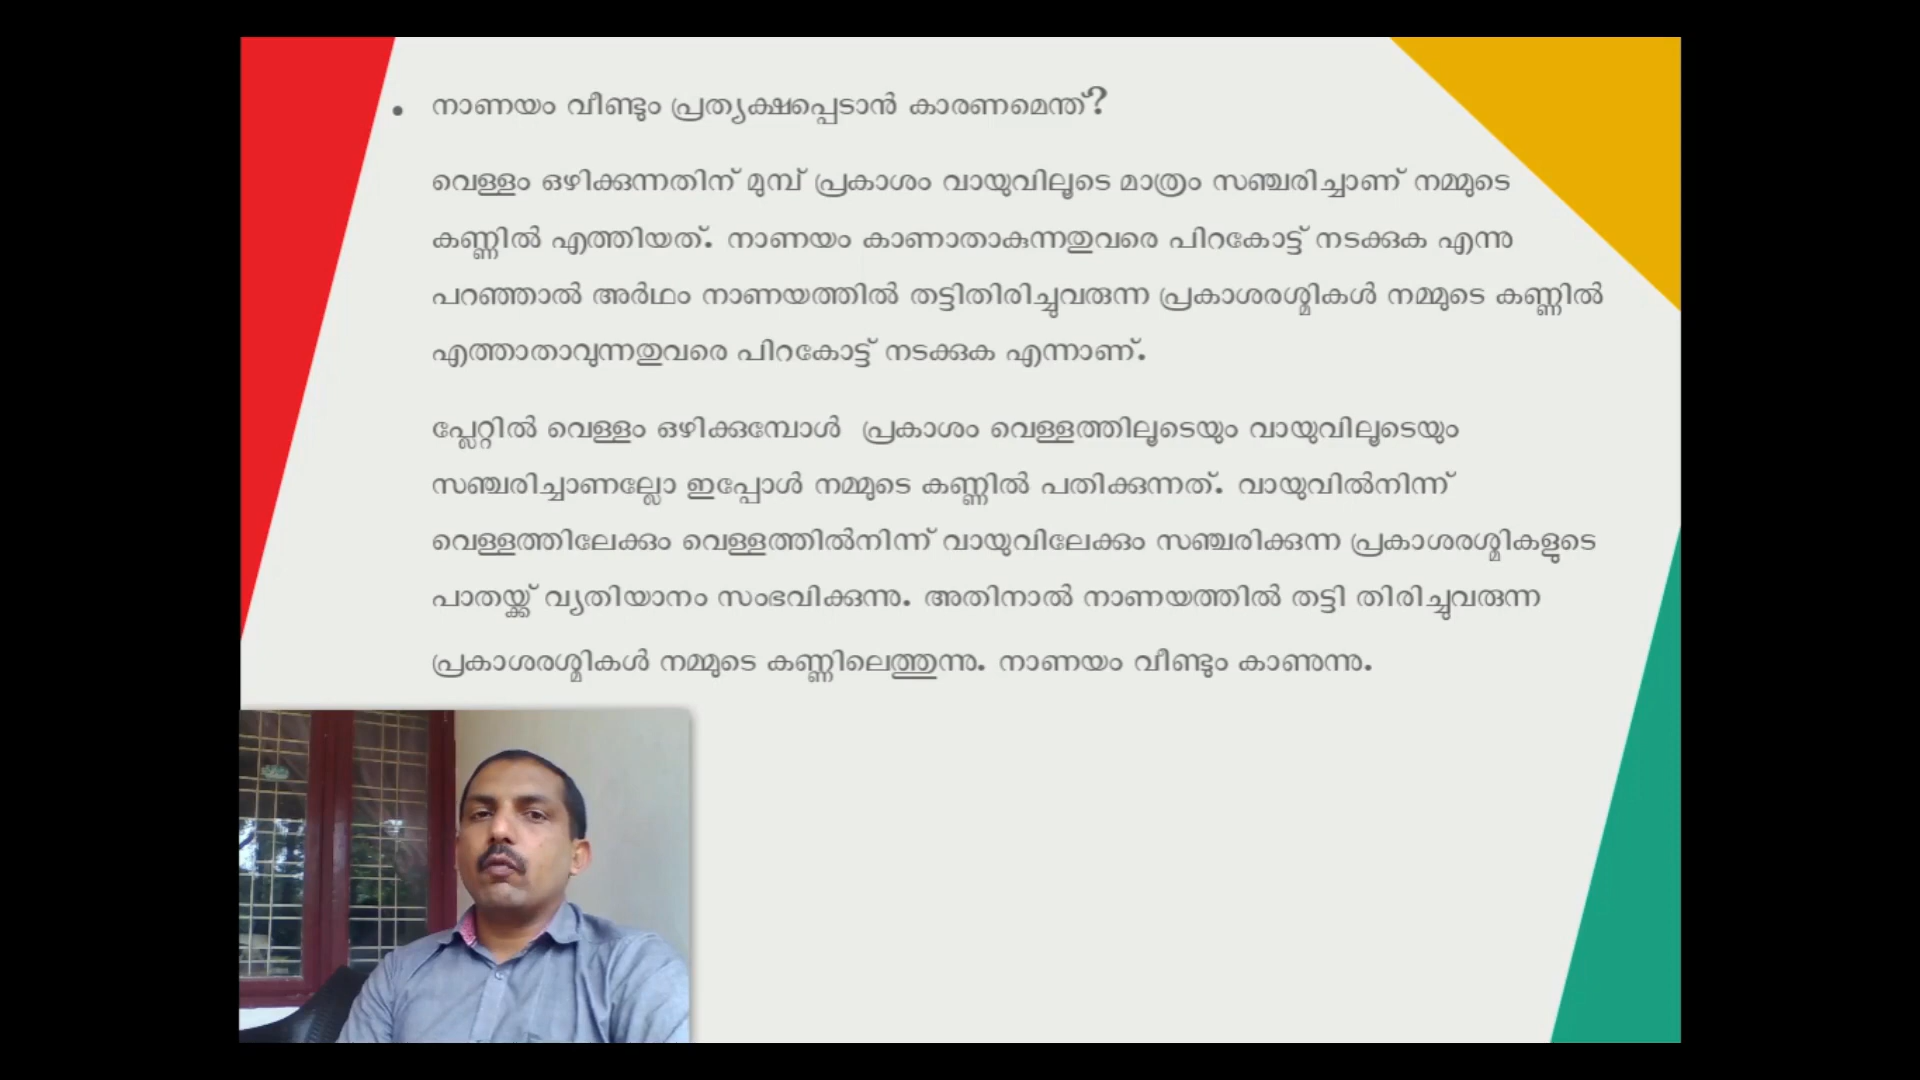 • നാണയം വീണ്ടും പ്രത്യക്ഷപ്പെടാൻ കാരണമെന്ത്?
വെള്ളം ഒഴിക്കുന്നതിന് മുമ്പ് പ്രകാശം വായുവിലൂടെ മാത്രം സഞ്ചരിച്ചാണ് നമ്മുടെ
കണ്ണിൽ എത്തിയത്. നാണയം കാണാതാകുന്നതുവരെ പിറകോട്ട് നടക്കുക എന്നു
പറഞ്ഞാൽ അർഥം നാണയത്തിൽ തട്ടിതിരിച്ചുവരുന്ന പ്രകാശരശ്മികൾ നമ്മുടെ കണ്ണിൽ
എത്താതാവുന്നതുവരെ പിറകോട്ട് നടക്കുക എന്നാണ്.
പ്ലേറ്റിൽ വെള്ളം ഒഴിക്കുമ്പോൾ പ്രകാശം വെള്ളത്തിലൂടെയും വായുവിലൂടെയും
സഞ്ചരിച്ചാണല്ലോ ഇപ്പോൾ നമ്മുടെ കണ്ണിൽ പതിക്കുന്നത്. വായുവിൽനിന്ന്
വെള്ളത്തിലേക്കും വെള്ളത്തിൽനിന്ന് വായുവിലേക്കും സഞ്ചരിക്കുന്ന പ്രകാശരശ്മികളുടെ
പാതയ്ക്ക് വ്യതിയാനം സംഭവിക്കുന്നു. അതിനാൽ നാണയത്തിൽ തട്ടി തിരിച്ചുവരുന്ന
പ്രകാശരശ്മികൾ നമ്മുടെ കണ്ണിലെത്തുന്നു. നാണയം വീണ്ടും കാണുന്നു.